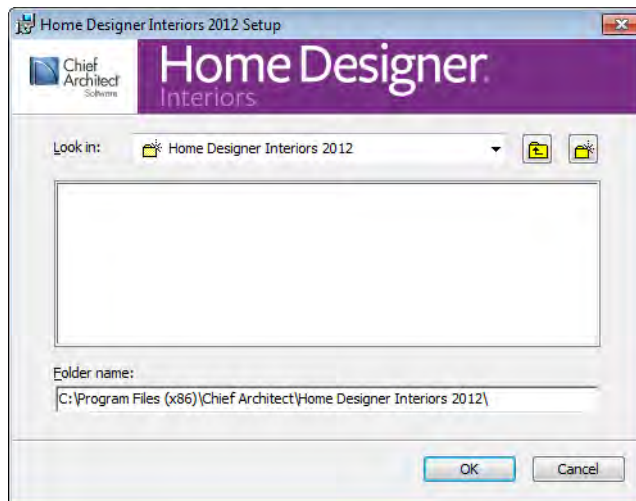 Home Designer Interiors 2012 Setup
Chief
Architect
Software
Home Designer
Interiors
Look in:
Home Designer Interiors 2012
Folder name:
C:\Program Files (x86)\Chief Architect\Home Designer Interiors 2012\
OK
Cancel